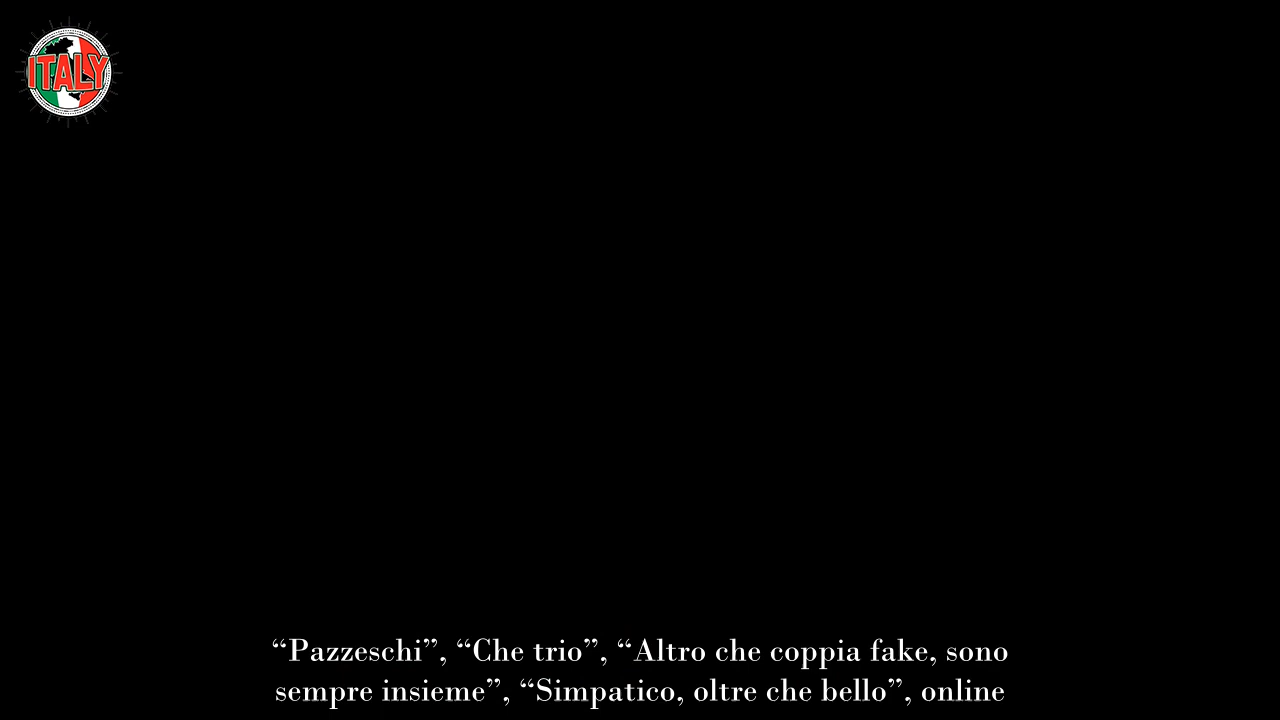 ITALY
“Pazzeschi”, “Che trio”, “Altro che coppia fake, sono
sempre insieme”, “Simpatico, oltre che bello”, online